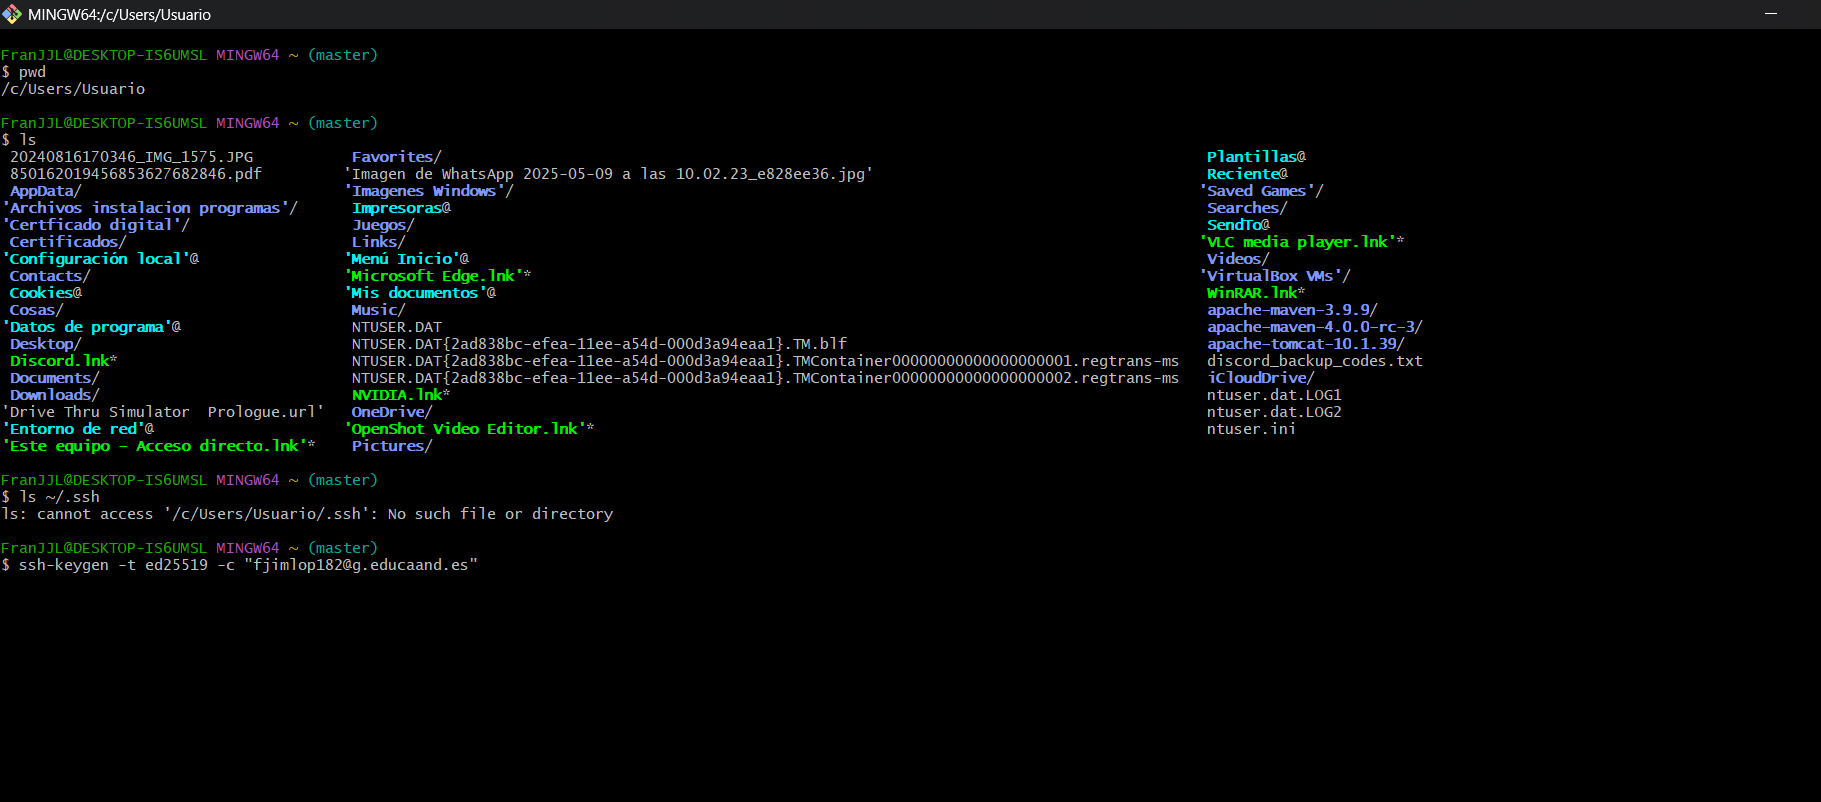 MINGW64:/c/Users/Usuario
FranJJL@DESKTOP-IS6UMSL MINGW64 ~ (master)
$ pwd
/c/Users/Usuario
FranJJL@DESKTOP-IS6UMSL MINGW64 ~ (master)
$ ls
20240816170346_IMG_1575.JPG Favorites/ Plantillas@
8501620194568536276​82846.pdf 'Imagen de WhatsApp 2025-05-09 a las 10.02.23_e828ee36.jpg' Reciente@
AppData/ 'Imagenes Windows'/ 'Saved Games'/
'Archivos instalacion programas'/ Impresoras@ Searches/
'Certficado digital'/ Juegos/ SendTo@
Certificados/ Links/ 'VLC media player.lnk'*
'Configuración local'@ 'Menú Inicio'@ Videos/
Contacts/ 'Microsoft Edge.lnk'* 'VirtualBox VMs'/
Cookies@ 'Mis documentos'@ WinRAR.lnk*
Cosas/ Music/ apache-maven-3.9.9/
'Datos de programa'@ NTUSER.DAT apache-maven-4.0.0-rc-3/
Desktop/ NTUSER.DAT{2ad838bc-efea-11ee-a54d-000d3a94eaa1}.TM.blf apache-tomcat-10.1.39/
Discord.lnk* NTUSER.DAT{2ad838bc-efea-11ee-a54d-000d3a94eaa1}.TMContainer00000000000000000001.regtrans-ms discord_backup_codes.txt
Documents/ NTUSER.DAT{2ad838bc-efea-11ee-a54d-000d3a94eaa1}.TMContainer00000000000000000002.regtrans-ms iCloudDrive/
Downloads/ NVIDIA.lnk* ntuser.dat.LOG1
'Drive Thru Simulator  Prologue.url' OneDrive/ ntuser.dat.LOG2
'Entorno de red'@ 'OpenShot Video Editor.lnk'* ntuser.ini
'Este equipo - Acceso directo.lnk'* Pictures/
FranJJL@DESKTOP-IS6UMSL MINGW64 ~ (master)
$ ls ~/.ssh
ls: cannot access '/c/Users/Usuario/.ssh': No such file or directory
FranJJL@DESKTOP-IS6UMSL MINGW64 ~ (master)
$ ssh-keygen -t ed25519 -c "fjimlop182@g.educaand.es"